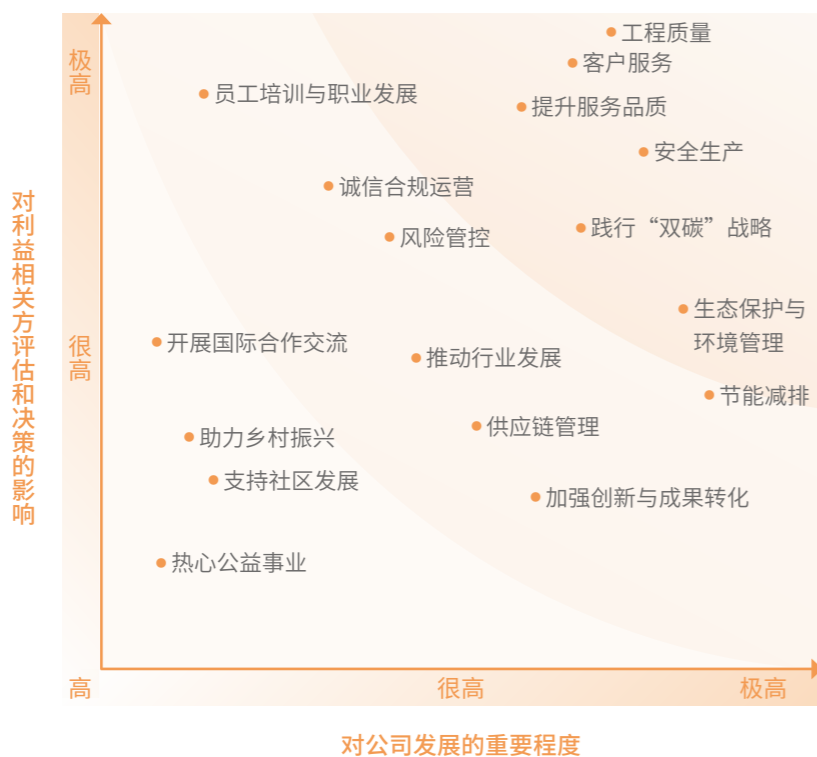 对利益相关方评估和决策的影响
极高
很高
高
工程质量
客户服务
员工培训与职业发展
提升服务品质
安全生产
诚信合规运营
践行“双碳”战略
风险管控
生态保护与
环境管理
开展国际合作交流
推动行业发展
节能减排
供应链管理
助力乡村振兴
支持社区发展
加强创新与成果转化
热心公益事业
很高
极高
对公司发展的重要程度